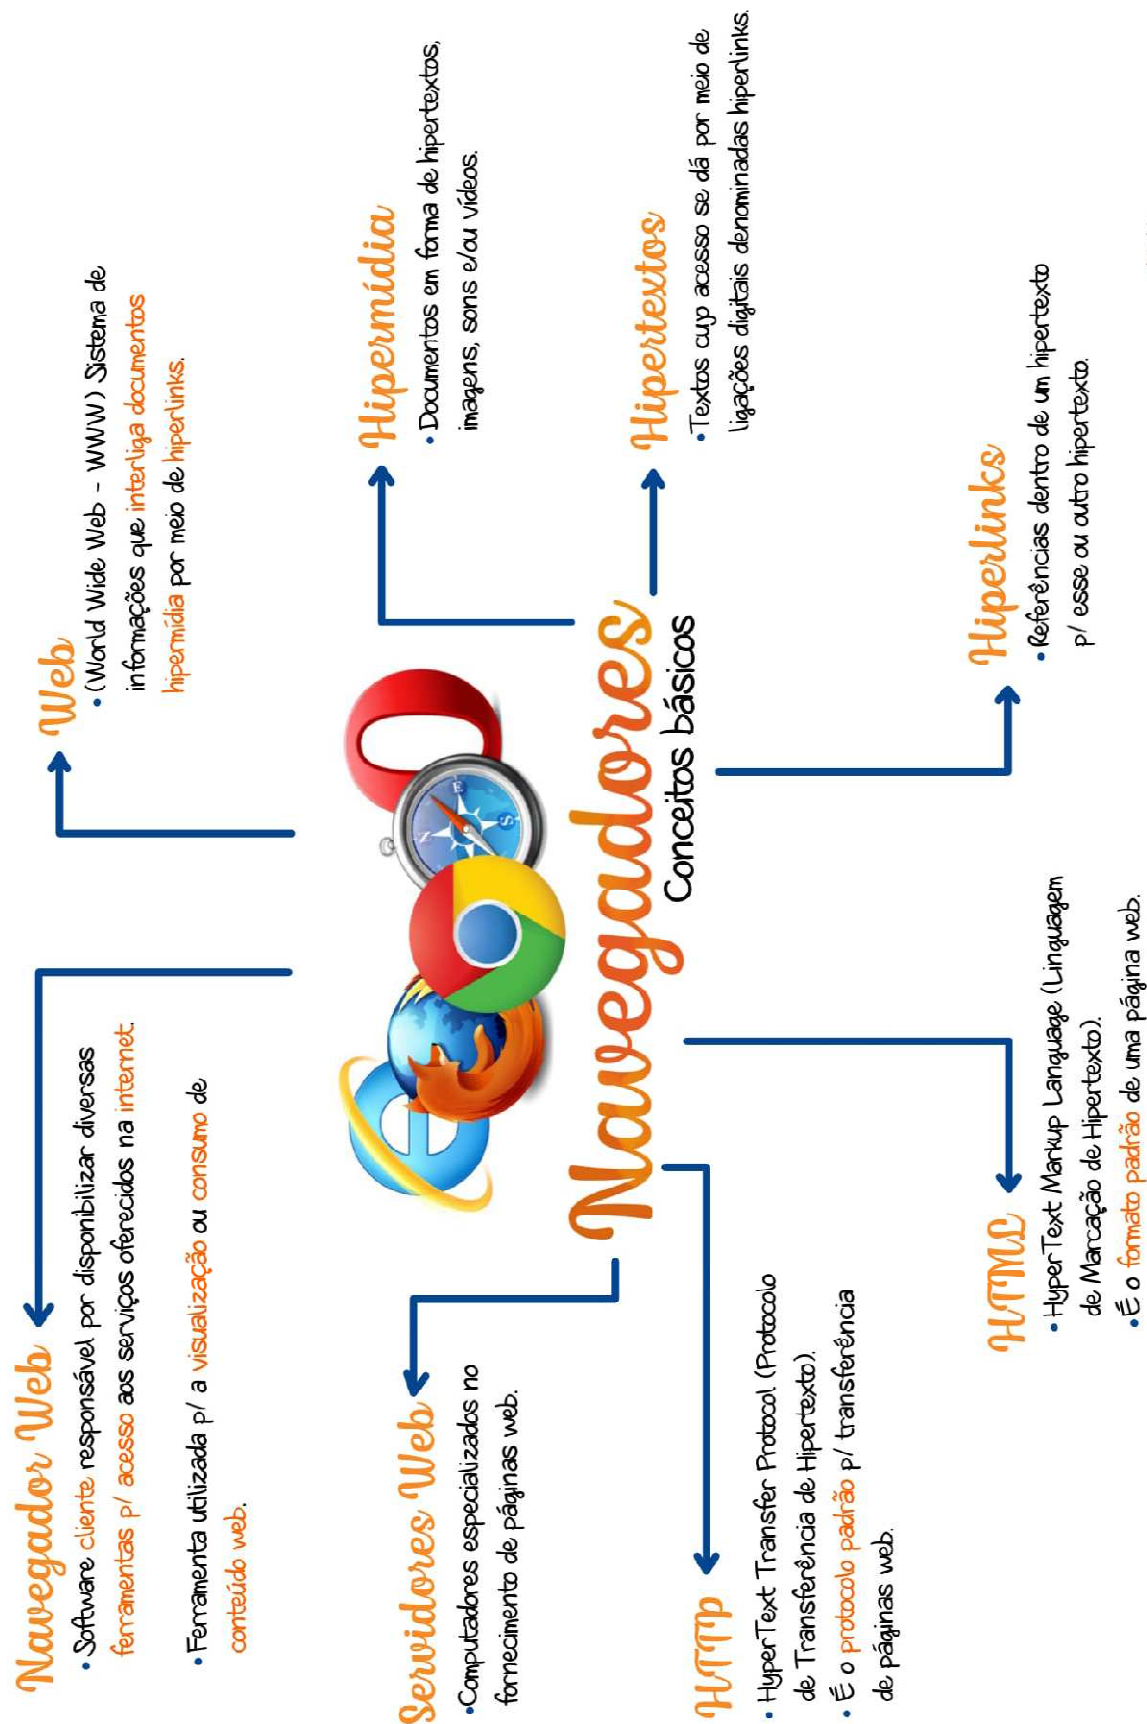 Navegador Web
• Software cliente responsável por disponibilizar diversas
ferramentas p/ acesso aos serviços oferecidos na internet.
• Ferramenta utilizada p/ a visualização ou consumo de
conteúdo web.
Web
• (World Wide Web - WWW) Sistema de
informações que interliga documentos
hipermídia por meio de hiperlinks.
Servidores Web
• Computadores especializados no
fornecimento de páginas web.
N
E
S
Hipermídia
• Documentos em forma de hipertextos,
imagens, sons e/ou vídeos.
Navegadores
Conceitos básicos
Hipertextos
• Textos cujo acesso se dá por meio de
ligações digitais denominadas hiperlinks.
HTTP
• HyperText Transfer Protocol (Protocolo
de Transferência de Hipertexto).
• É o protocolo padrão p/ transferência
de páginas web.
HTML
• HyperText Markup Language (Linguagem
de Marcação de Hipertexto).
• É o formato padrão de uma página web.
Hiperlinks
• Referências dentro de um hipertexto
p/ esse ou outro hipertexto.